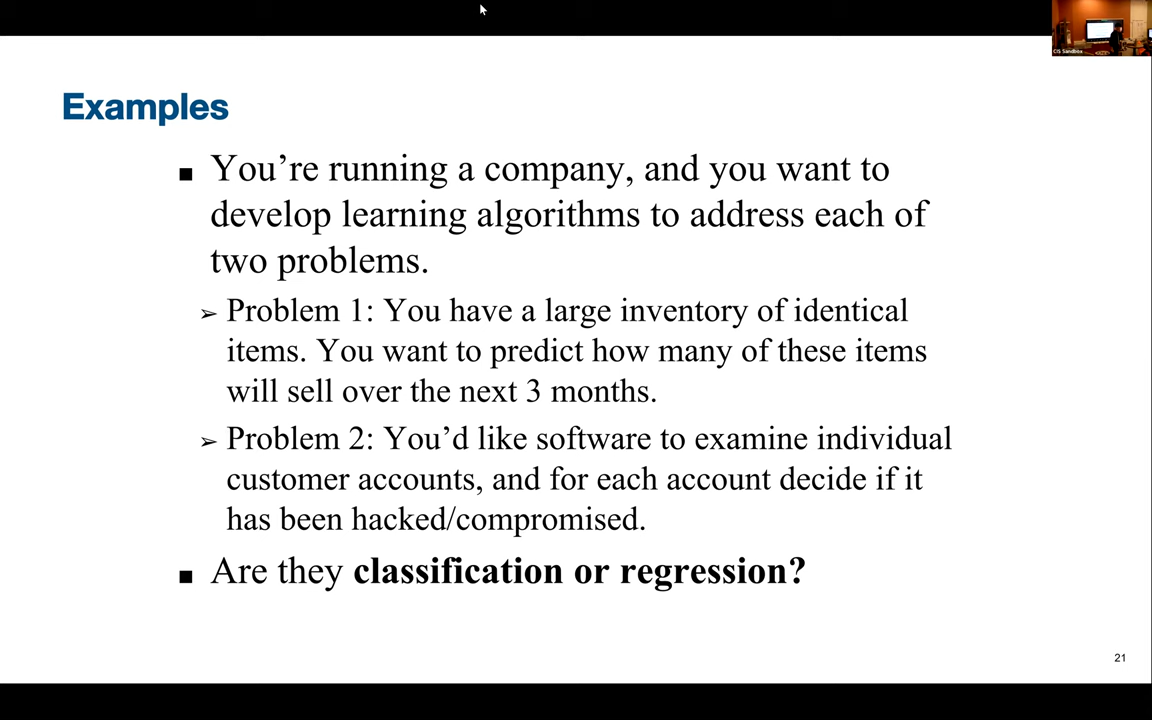 CIS Sandbox
Examples
■ You’re running a company, and you want to
develop learning algorithms to address each of
two problems.
➢ Problem 1: You have a large inventory of identical
items. You want to predict how many of these items
will sell over the next 3 months.
➢ Problem 2: You’d like software to examine individual
customer accounts, and for each account decide if it
has been hacked/compromised.
■ Are they classification or regression?
21